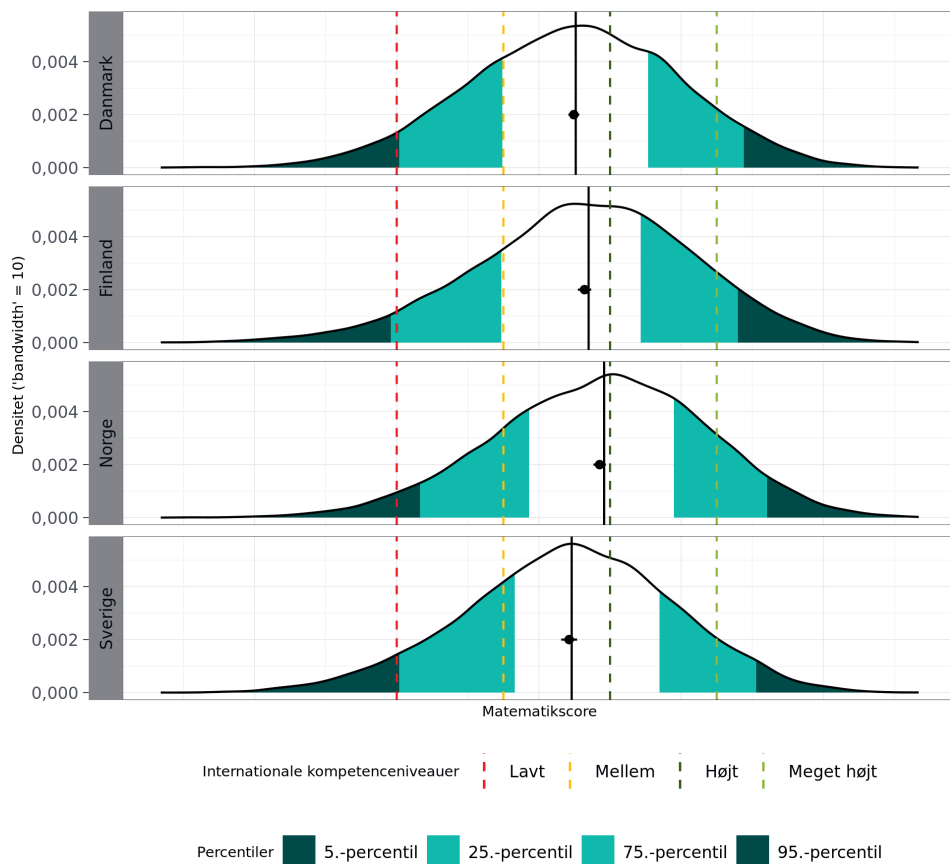 Densitet ('bandwidth' = 10)
Danmark
0,004
0,002
0,000
Finland
0,004
0,002
0,000
Norge
0,004
0,002
0,000
Sverige
0,004
0,002
0,000
Matematikscore
Internationale kompetenceniveauer Lavt Mellem Højt Meget højt
Percentiler 5.-percentil 25.-percentil 75.-percentil 95.-percentil